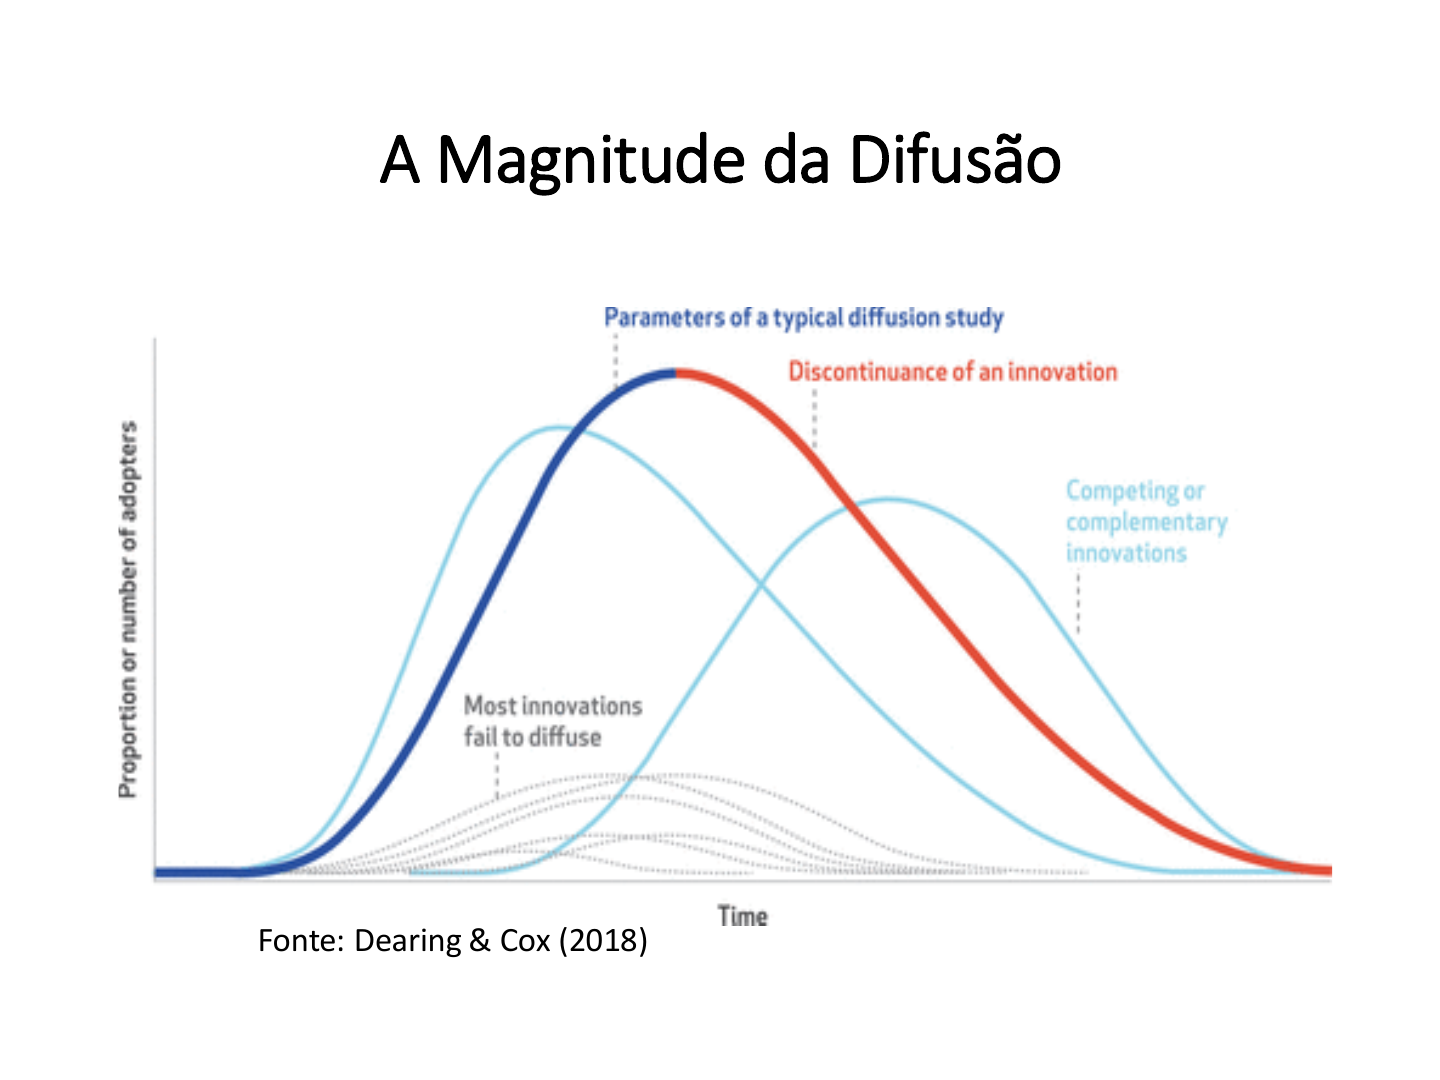 A Magnitude da Difusão
Parameters of a typical diffusion study
Discontinuance of an innovation
Competing or
complementary
innovations
Most innovations
fail to diffuse
Proportion or number of adopters
Time
Fonte: Dearing & Cox (2018)